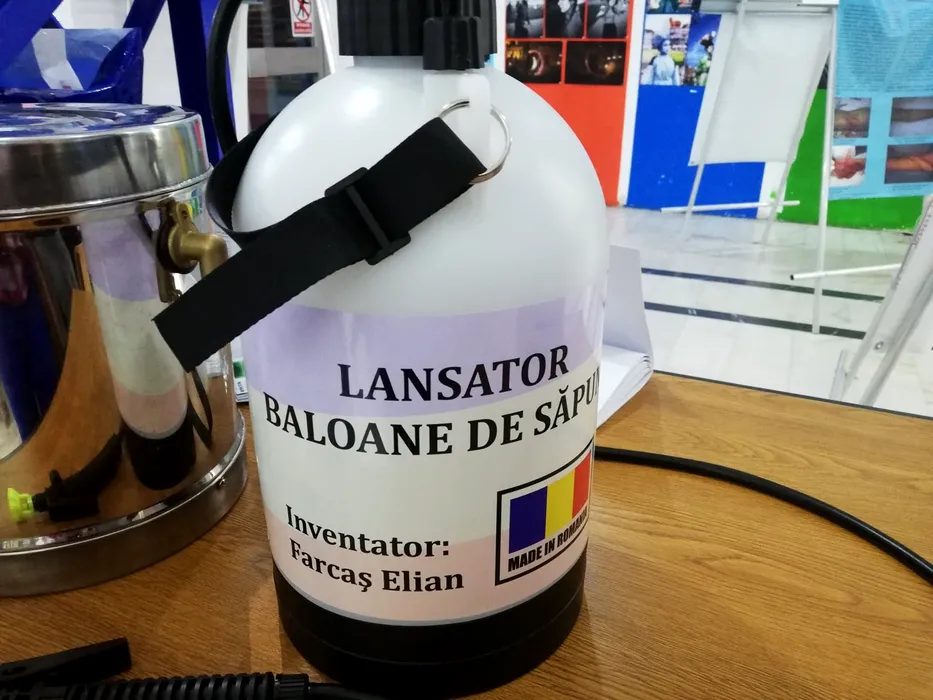 LANSATOR
BALOANE DE SĂPUN
Inventator:
Farcaş Elian
MADE IN ROMANIA